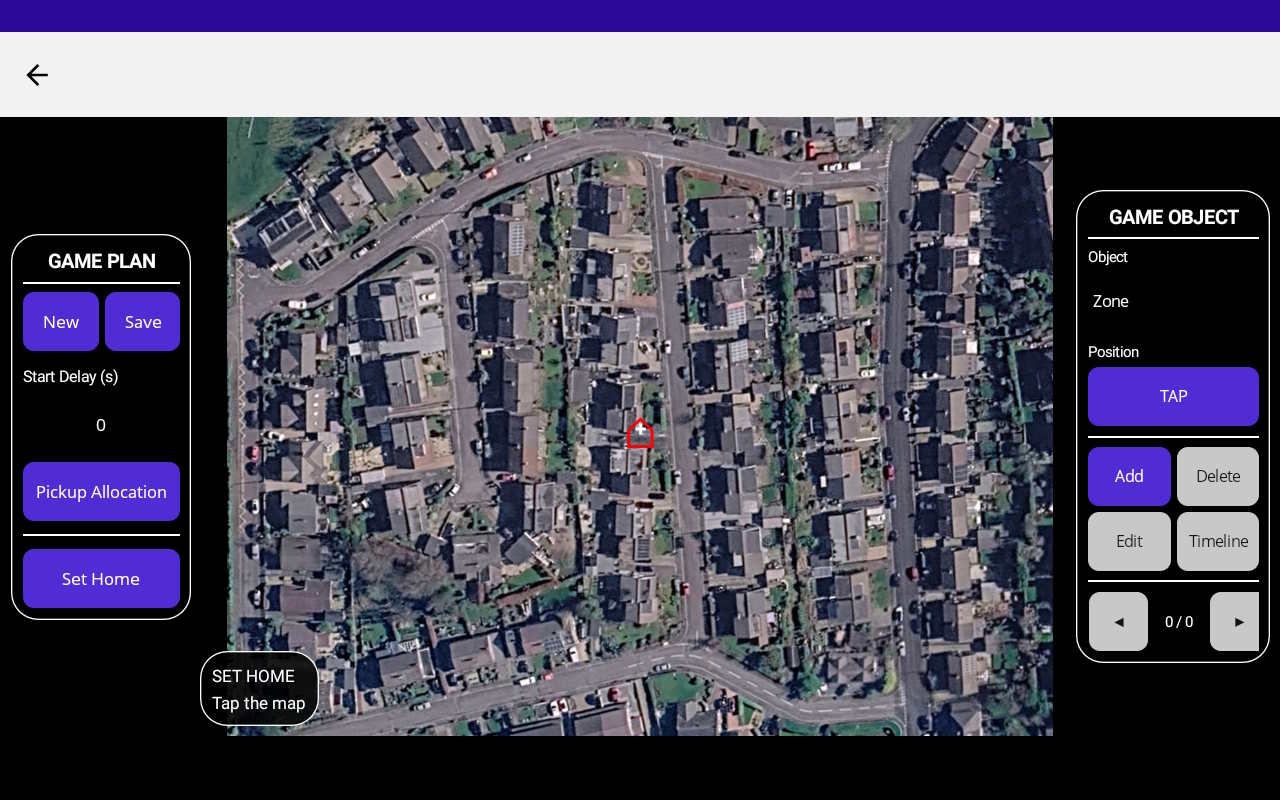 GAME PLAN
New
Save
Start Delay (s)
0
Pickup Allocation
Set Home
SET HOME
Tap the map
GAME OBJECT
Object
Zone
Position
TAP
Add
Delete
Edit
Timeline
◄
0 / 0
►